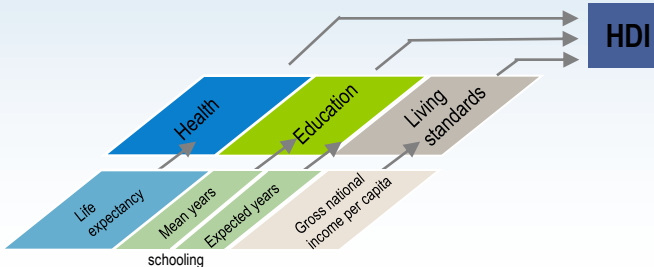 HDI
Health
Education
Living
standards
Life
expectancy
Mean years
Expected years
schooling
Gross national
income per capita